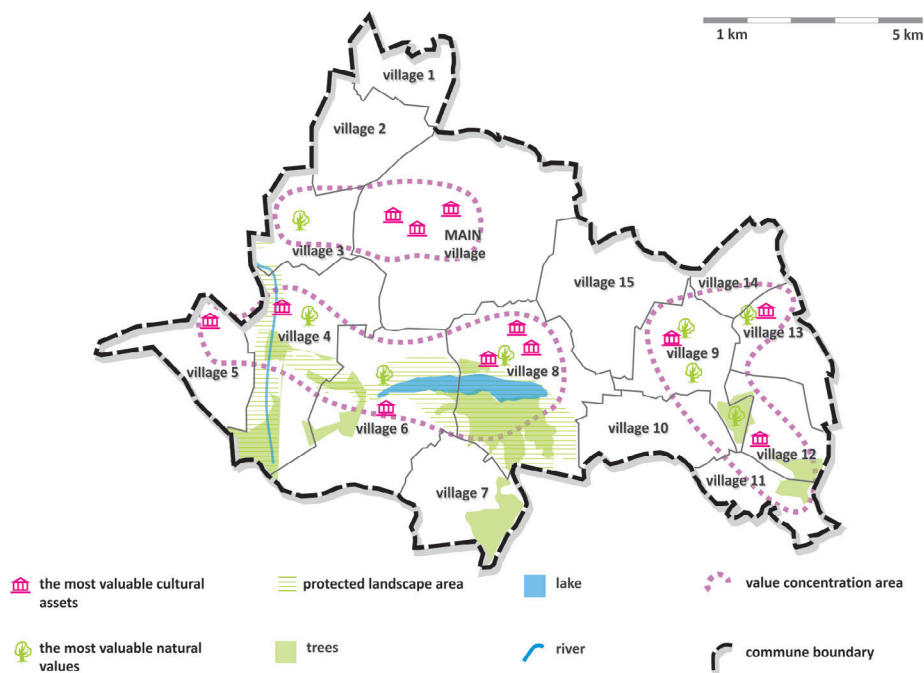 1 km
5 km
village 1
village 2
MAIN
village
village 3
village 15
village 14
village 13
village 4
village 9
village 8
village 5
village 6
village 10
village 12
village 11
village 7
the most valuable cultural
assets
protected landscape area
lake
value concentration area
the most valuable natural
values
trees
river
commune boundary